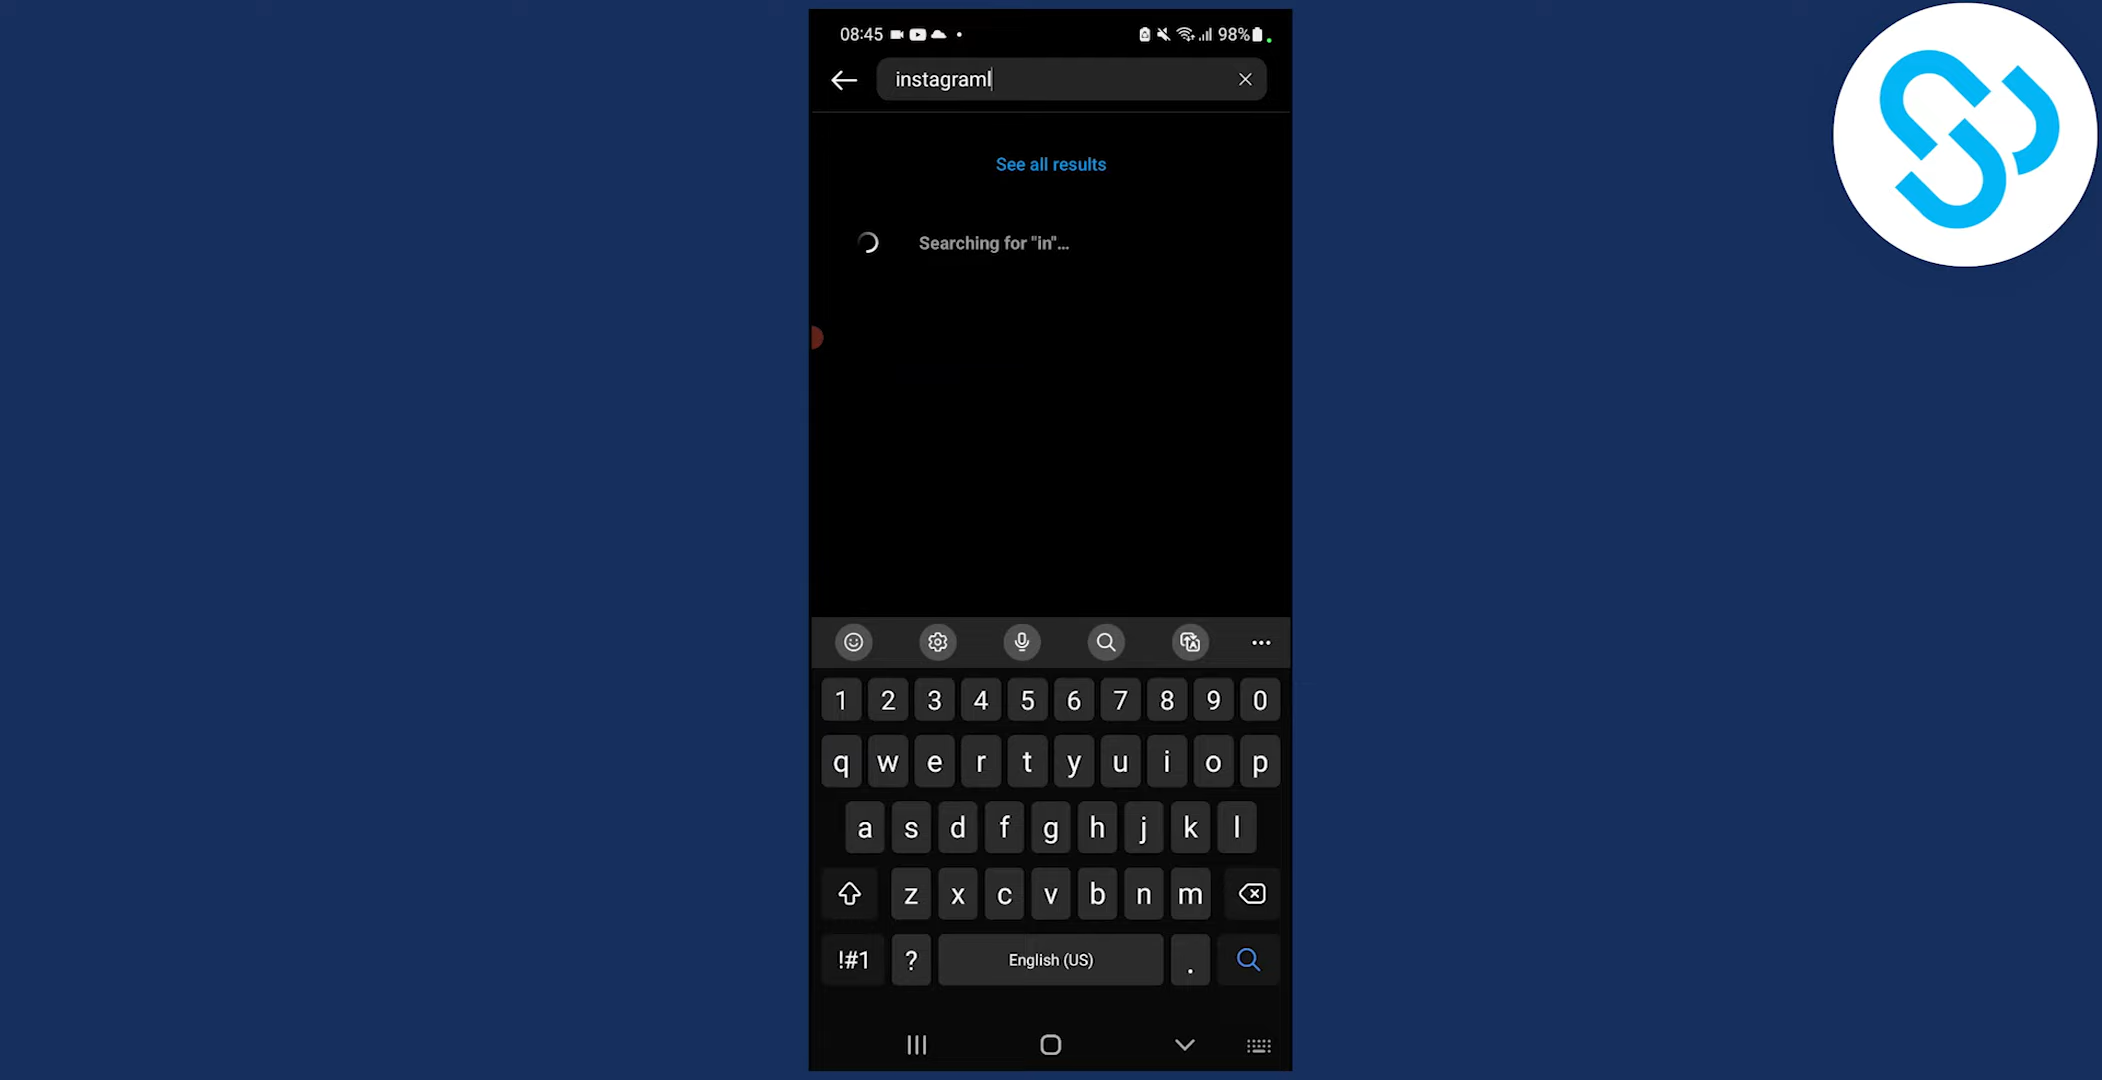 08:45
98%
instagram
See all results
Searching for "in"...
1 2 3 4 5 6 7 8 9 0
q w e r t y u i o p
a s d f g h j k l
z x c v b n m
!#1 ? English (US) .